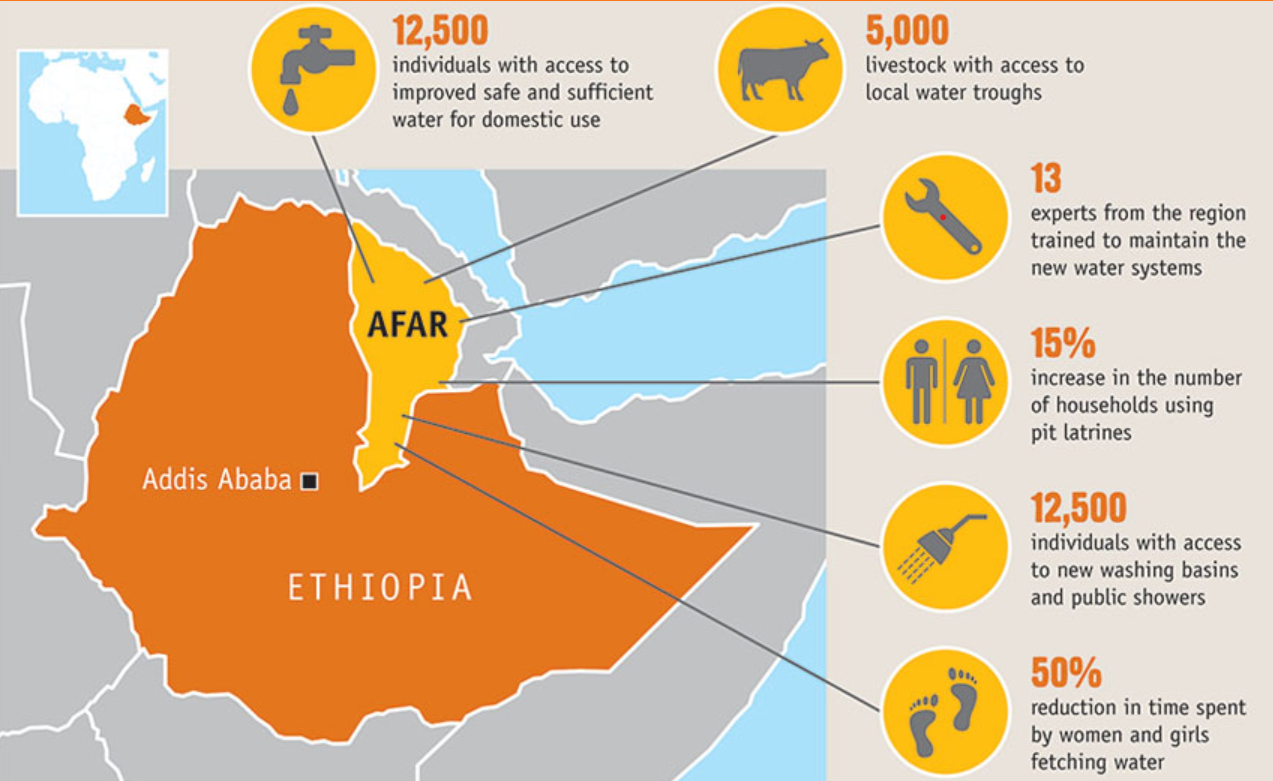 12,500
individuals with access to
improved safe and sufficient
water for domestic use
5,000
livestock with access to
local water troughs
13
experts from the region
trained to maintain the
new water systems
15%
increase in the number
of households using
pit latrines
12,500
individuals with access
to new washing basins
and public showers
50%
reduction in time spent
by women and girls
fetching water
AFAR
Addis Ababa
ETHIOPIA